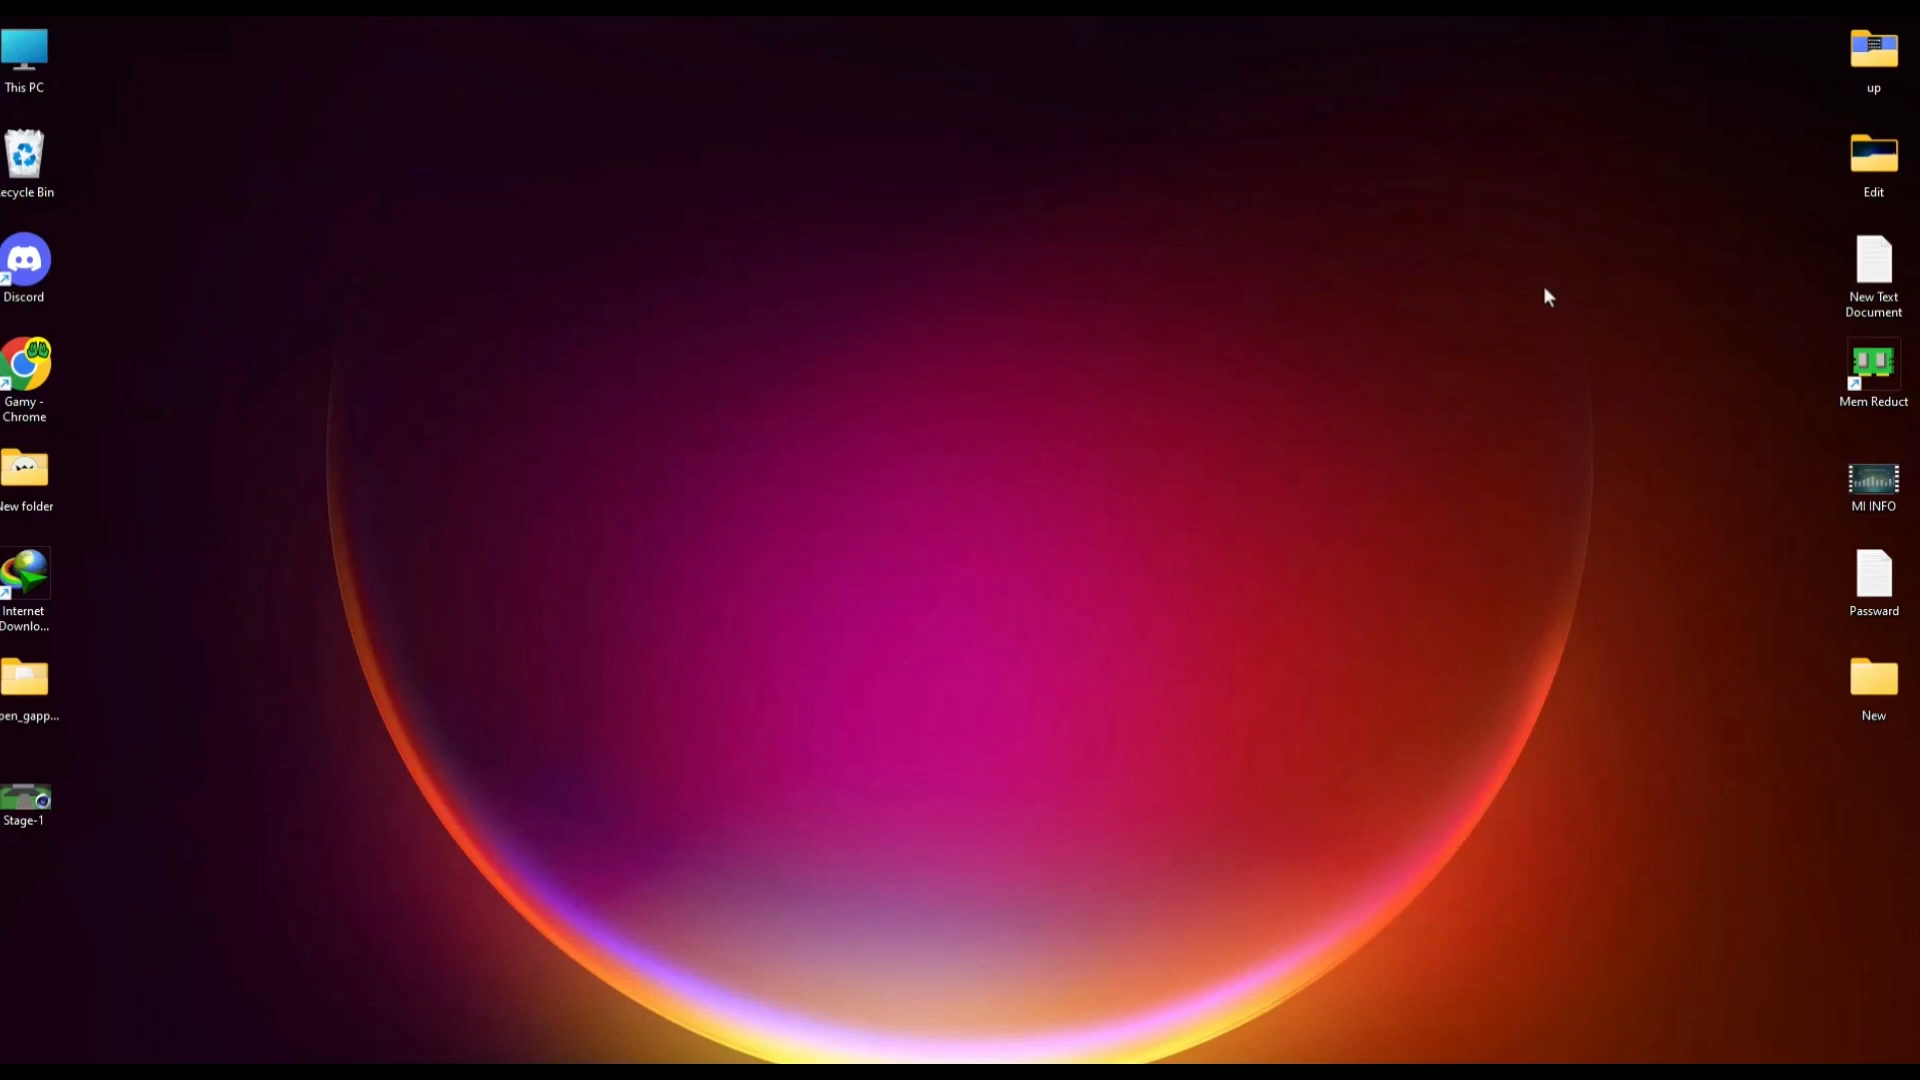 This PC
ecycle Bin
Discord
Gamy -
Chrome
New folder
Internet
Downlo...
pen_gapp...
Stage-1
up
Edit
New Text
Document
Mem Reduct
MI INFO
Passward
New